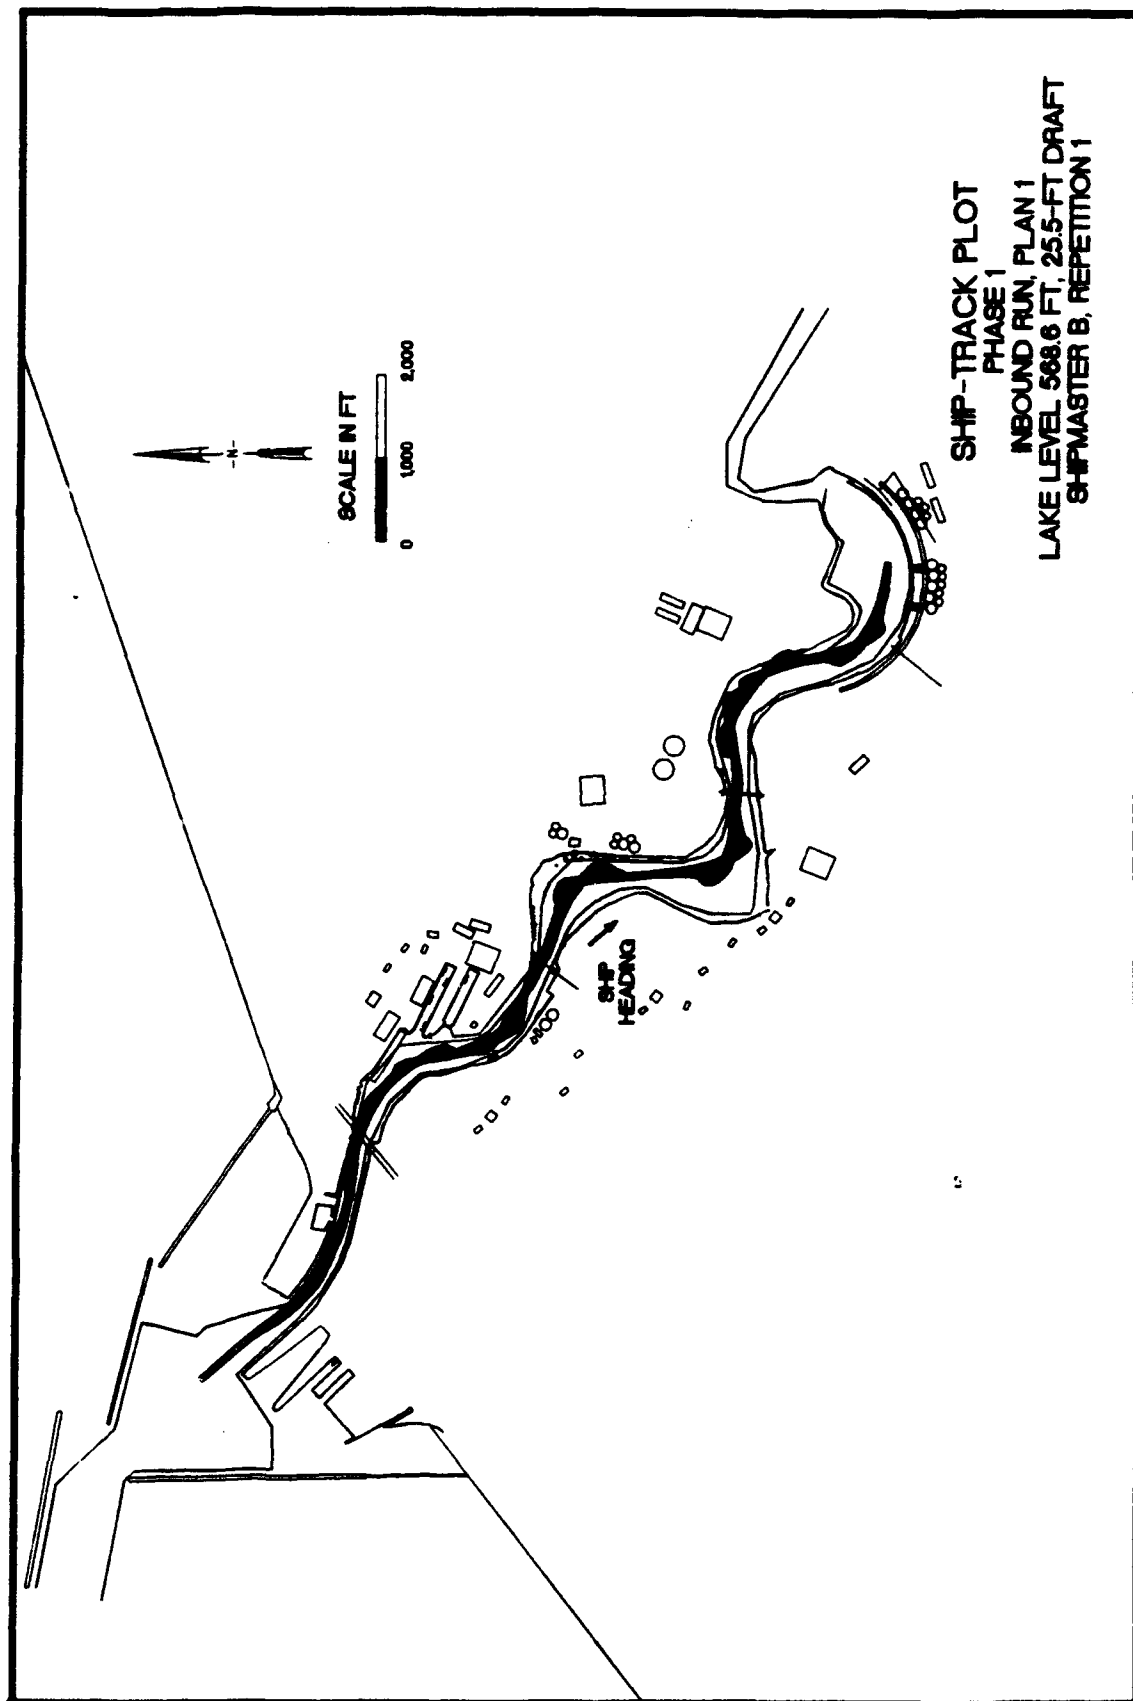 SHIP-TRACK PLOT
PHASE 1
INBOUND RUN, PLAN 1
LAKE LEVEL 568.6 FT, 25.5-FT DRAFT
SHIPMASTER B, REPETITION 1
SCALE IN FT
0 1,000 2,000
-N-
SHIP
HEADING